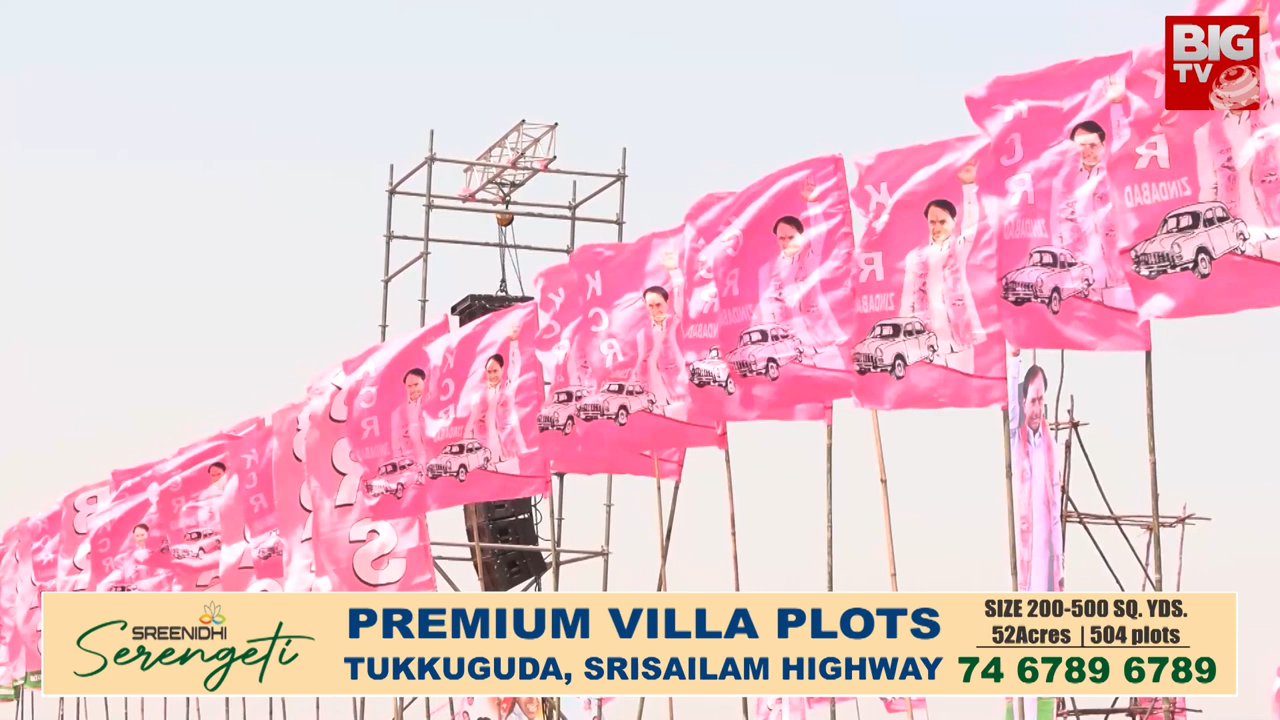 BIG
TV
K
C
R
ZINDABAD
K
R
ZINDABAD
K
C
R
B
R
S
SREENIDHI
Serengeti
PREMIUM VILLA PLOTS
TUKKUGUDA, SRISAILAM HIGHWAY
SIZE 200-500 SQ. YDS.
52Acres | 504 plots
74 6789 6789